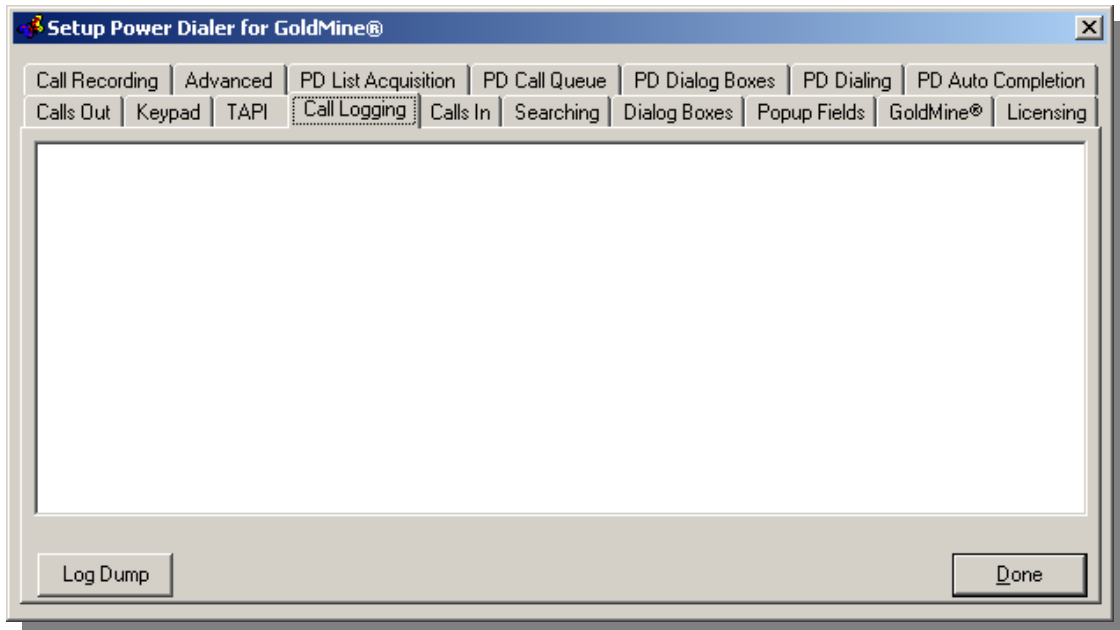 Setup Power Dialer for GoldMine®
Call Recording Advanced PD List Acquisition PD Call Queue PD Dialog Boxes PD Dialing PD Auto Completion
Calls Out Keypad TAPI Call Logging Calls In Searching Dialog Boxes Popup Fields GoldMine® Licensing
Log Dump Done